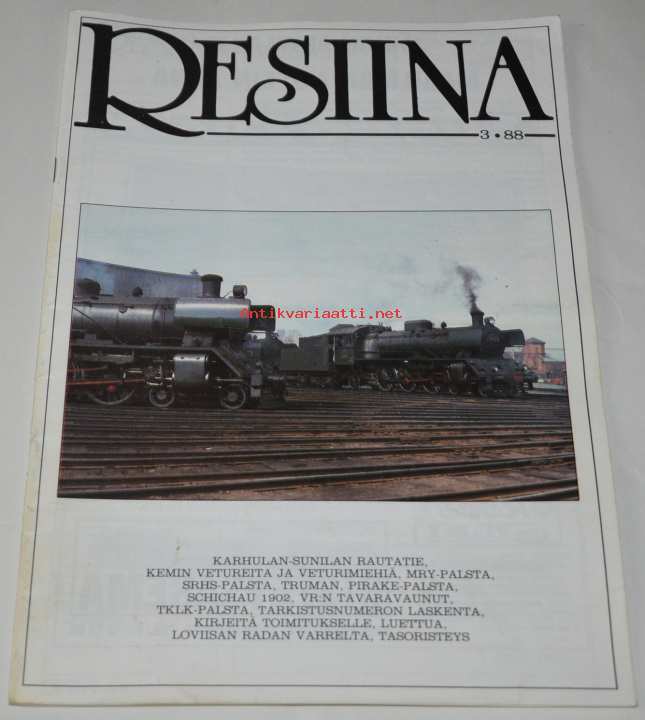 RESIINA
3•88
Antikvariaatti.net
KARHULAN-SUNILAN RAUTATIE,
KEMIN VETUREITA JA VETURIMIEHIÄ, MRY-PALSTA,
SRHS-PALSTA, TRUMAN, PIRAKE-PALSTA,
SCHICHAU 1902, VR:N TAVARAVAUNUT,
TKLK-PALSTA, TARKISTUSNUMERON LASKENTA,
KIRJEITÄ TOIMITUKSELLE, LUETTUA,
LOVIISAN RADAN VARRELTA, TASORISTEYS